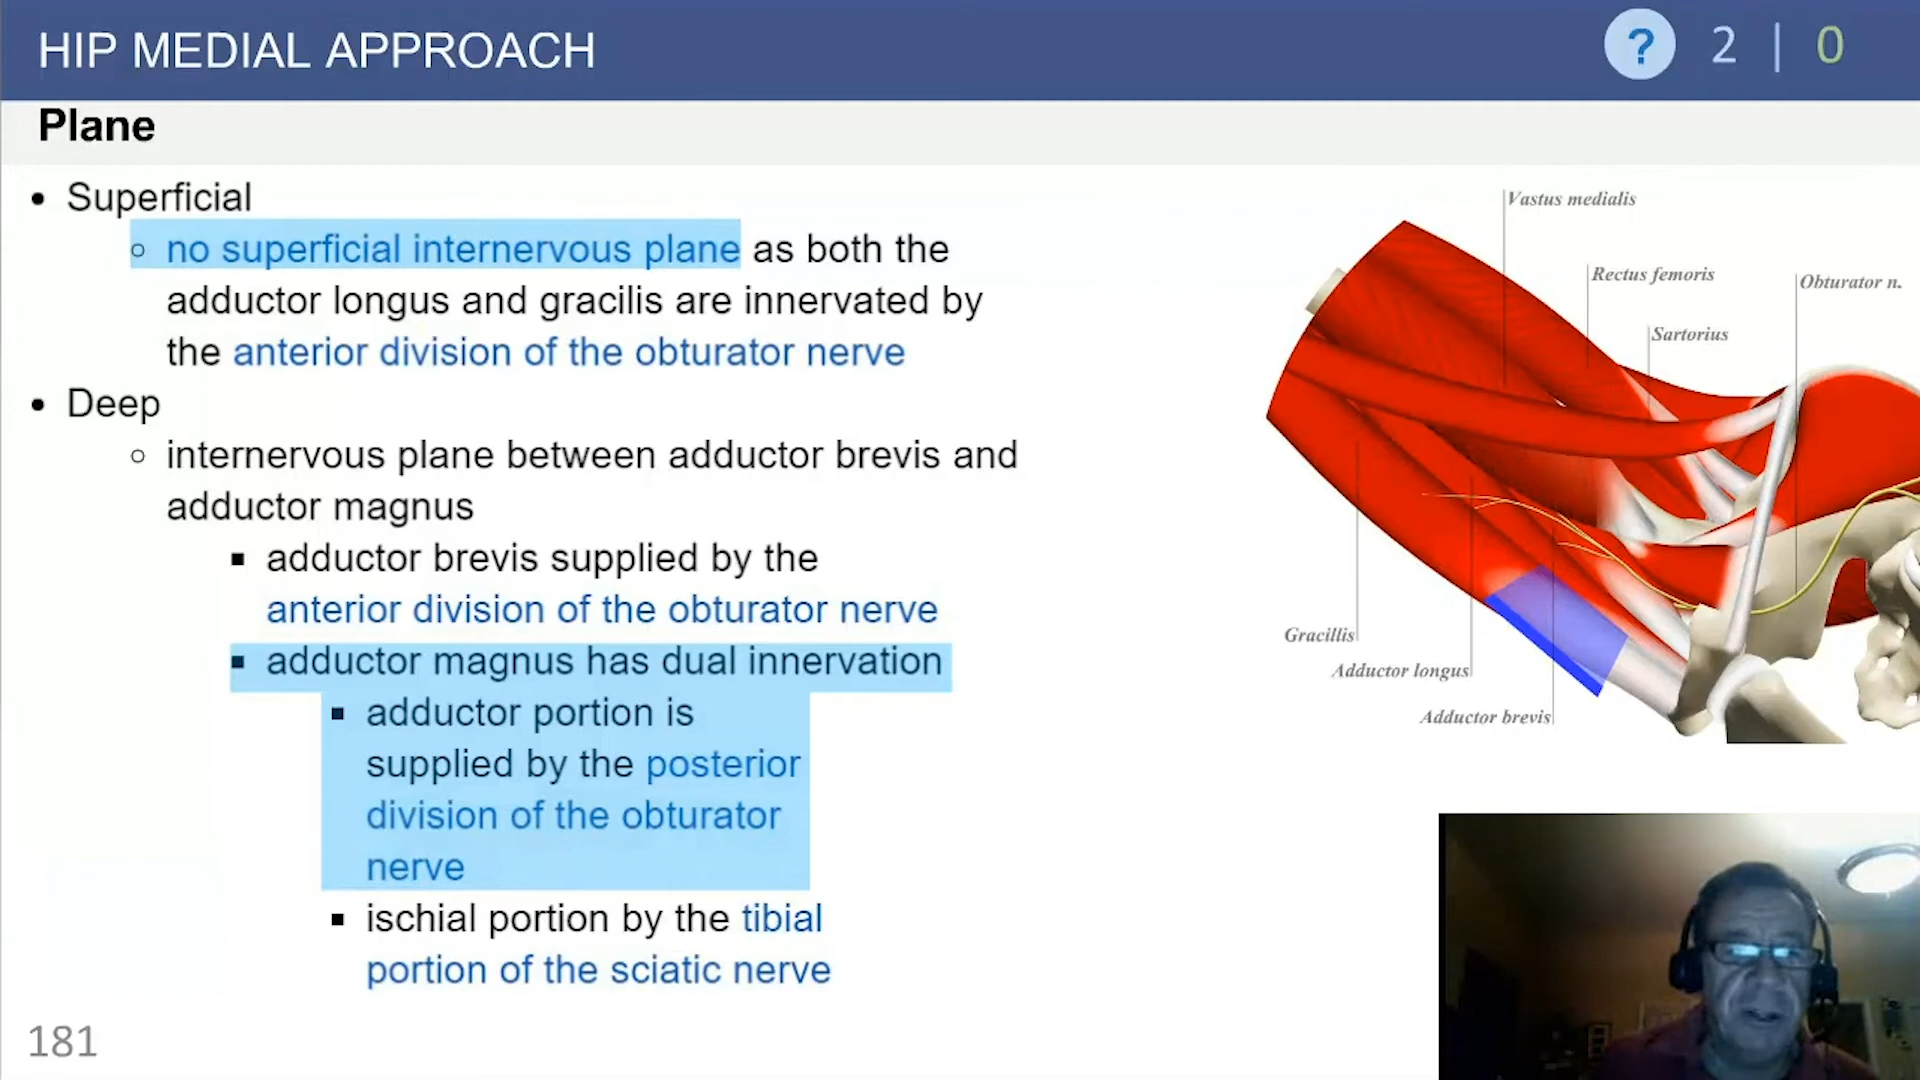 HIP MEDIAL APPROACH
? 2 | 0
Plane
• Superficial
○ no superficial internervous plane as both the
adductor longus and gracilis are innervated by
the anterior division of the obturator nerve
• Deep
○ internervous plane between adductor brevis and
adductor magnus
▪ adductor brevis supplied by the
anterior division of the obturator nerve
▪ adductor magnus has dual innervation
▪ adductor portion is
supplied by the posterior
division of the obturator
nerve
▪ ischial portion by the tibial
portion of the sciatic nerve
181
Vastus medialis
Rectus femoris
Obturator n.
Sartorius
Gracillis
Adductor longus
Adductor brevis